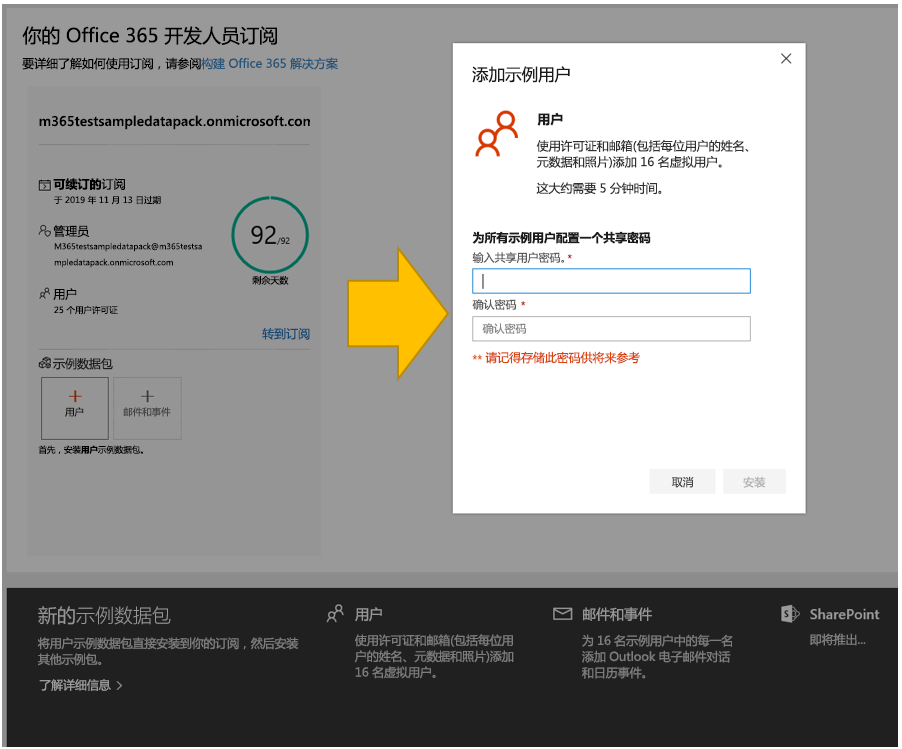 你的 Office 365 开发人员订阅
要详细了解如何使用订阅，请参阅构建 Office 365 解决方案
m365testsampledatapack.onmicrosoft.con
可续订的订阅
于 2019 年 11 月 13 日过期
管理员
M365testsampledatapack@m365testsa
mpledatapack.onmicrosoft.com
92/92
剩余天数
用户
25 个用户许可证
转到订阅
示例数据包
用户
邮件和事件
首先，安装用户示例数据包。
添加示例用户
用户
使用许可证和邮箱(包括每位用户的姓名、
元数据和照片)添加 16 名虚拟用户。
这大约需要 5 分钟时间。
为所有示例用户配置一个共享密码
输入共享用户密码。*
确认密码 *
确认密码
** 请记得存储此密码供将来参考
取消
安装
新的示例数据包
将用户示例数据包直接安装到你的订阅，然后安装
其他示例包。
了解详细信息
用户
使用许可证和邮箱(包括每位用
户的姓名、元数据和照片)添加
16 名虚拟用户。
邮件和事件
为 16 名示例用户中的每一名
添加 Outlook 电子邮件对话
和日历事件。
SharePoint
即将推出...